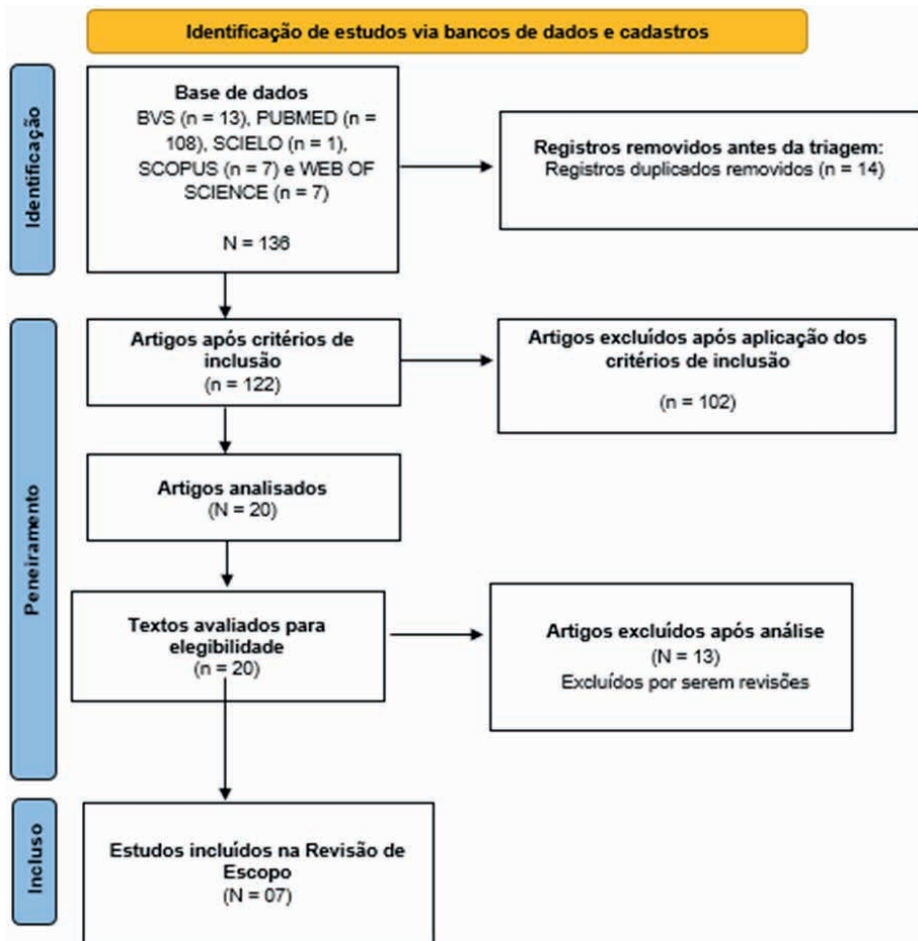 Identificação de estudos via bancos de dados e cadastros
Identificação
Base de dados
BVS (n = 13), PUBMED (n =
108), SCIELO (n = 1),
SCOPUS (n = 7) e WEB OF
SCIENCE (n = 7)
N = 136
Registros removidos antes da triagem:
Registros duplicados removidos (n = 14)
Peneiramento
Artigos após critérios de
inclusão
(n = 122)
Artigos excluídos após aplicação dos
critérios de inclusão
(n = 102)
Artigos analisados
(N = 20)
Textos avaliados para
elegibilidade
(n = 20)
Artigos excluídos após análise
(N = 13)
Excluídos por serem revisões
Incluso
Estudos incluídos na Revisão de
Escopo
(N = 07)